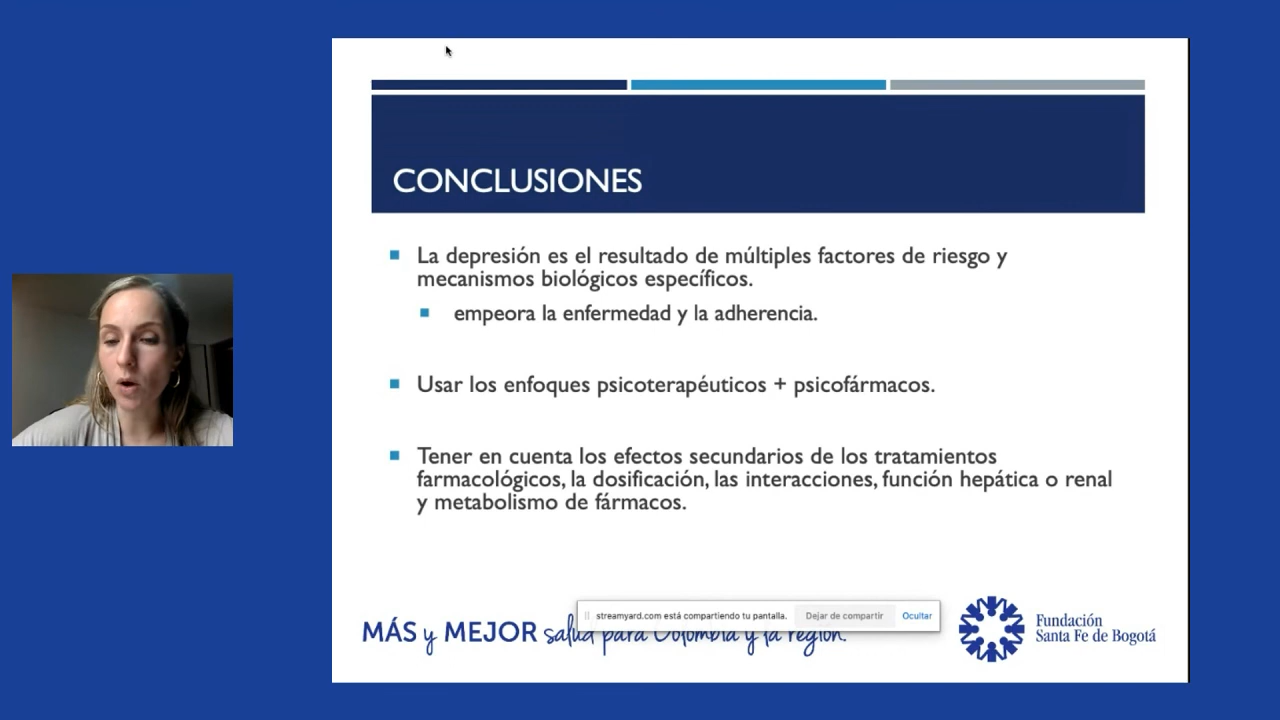 CONCLUSIONES
La depresión es el resultado de múltiples factores de riesgo y
mecanismos biológicos específicos.
empeora la enfermedad y la adherencia.
Usar los enfoques psicoterapéuticos + psicofármacos.
Tener en cuenta los efectos secundarios de los tratamientos
farmacológicos, la dosificación, las interacciones, función hepática o renal
y metabolismo de fármacos.
streamyard.com está compartiendo tu pantalla. Dejar de compartir Ocultar
MÁS y MEJOR salud para Colombia y la región.
Fundación
Santa Fe de Bogotá